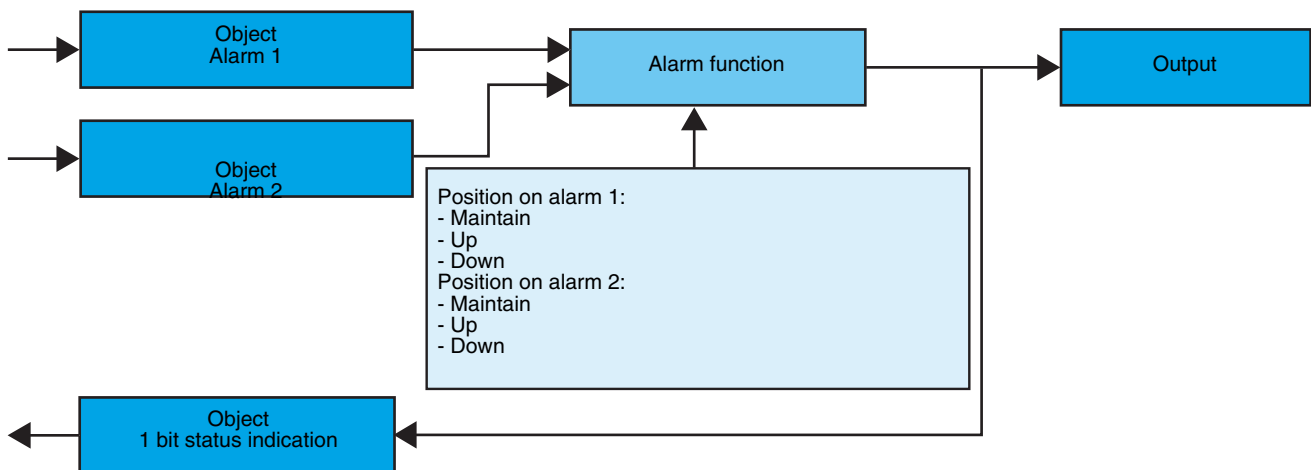 Object
Alarm 1
Alarm function
Output
Object
Alarm 2
Position on alarm 1:
- Maintain
- Up
- Down
Position on alarm 2:
- Maintain
- Up
- Down
Object
1 bit status indication